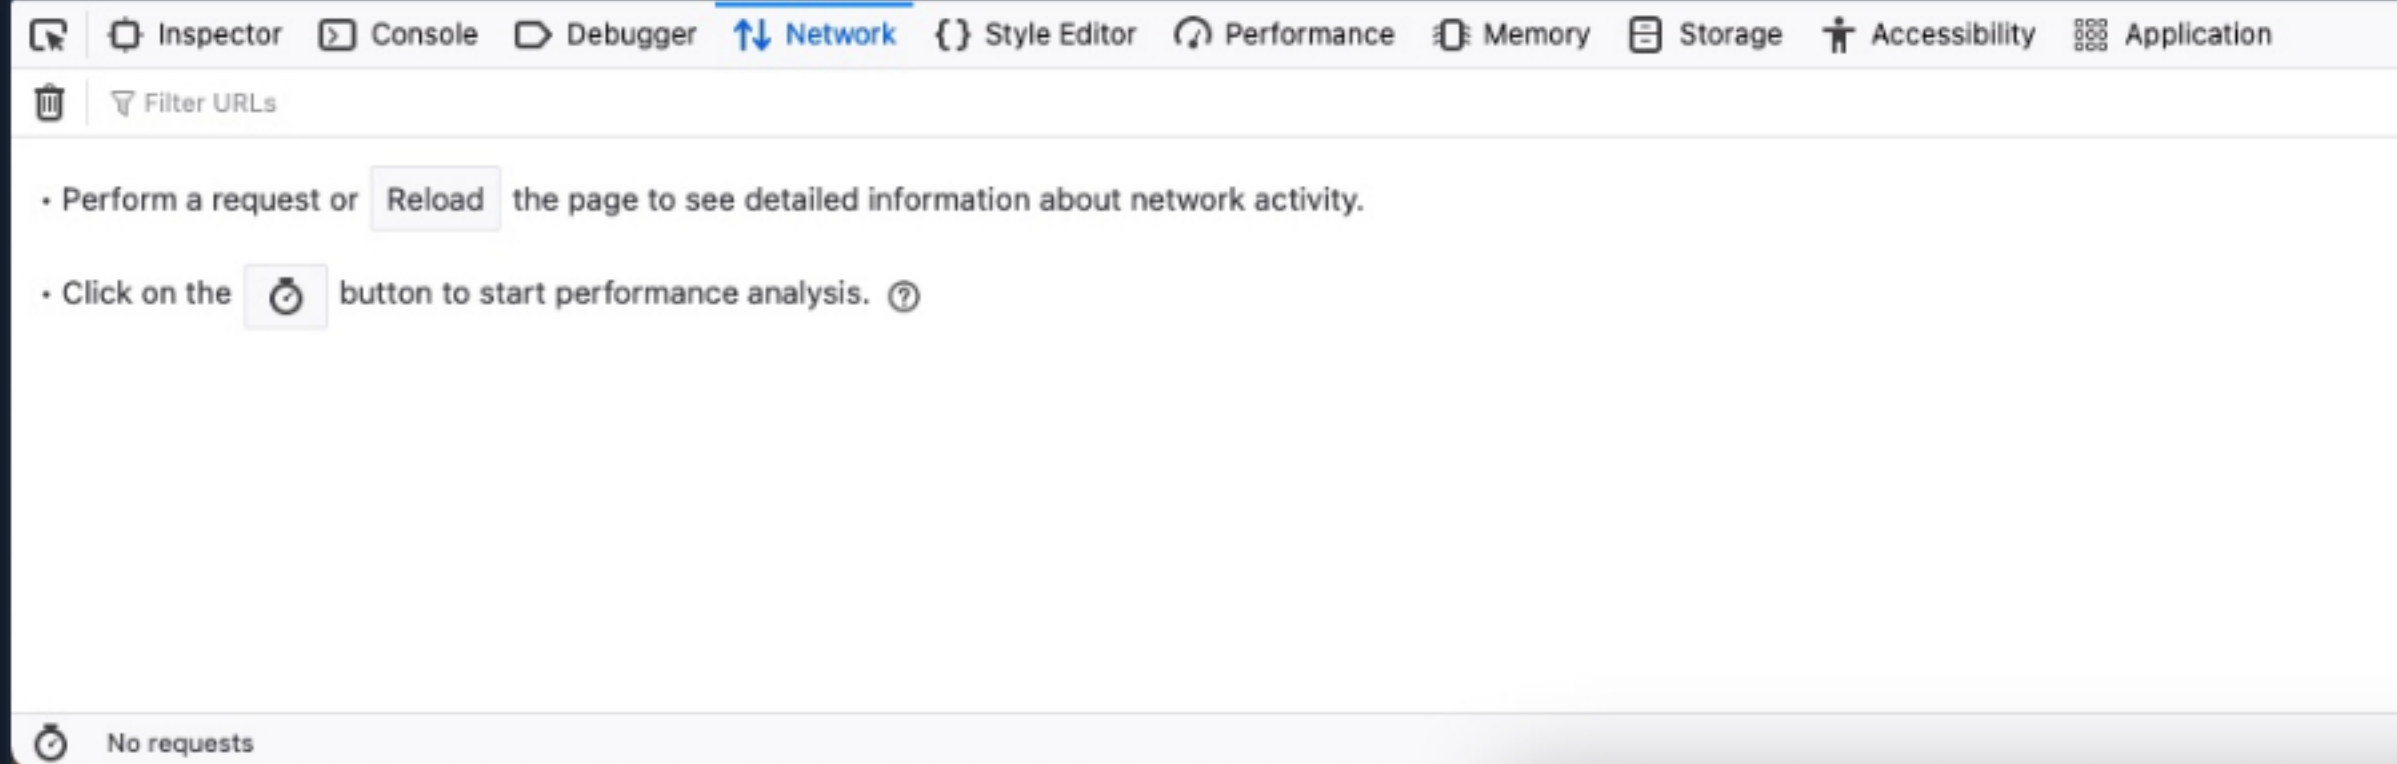 Inspector Console Debugger Network Style Editor Performance Memory Storage Accessibility Application
Filter URLs
• Perform a request or Reload the page to see detailed information about network activity.
• Click on the button to start performance analysis.
No requests